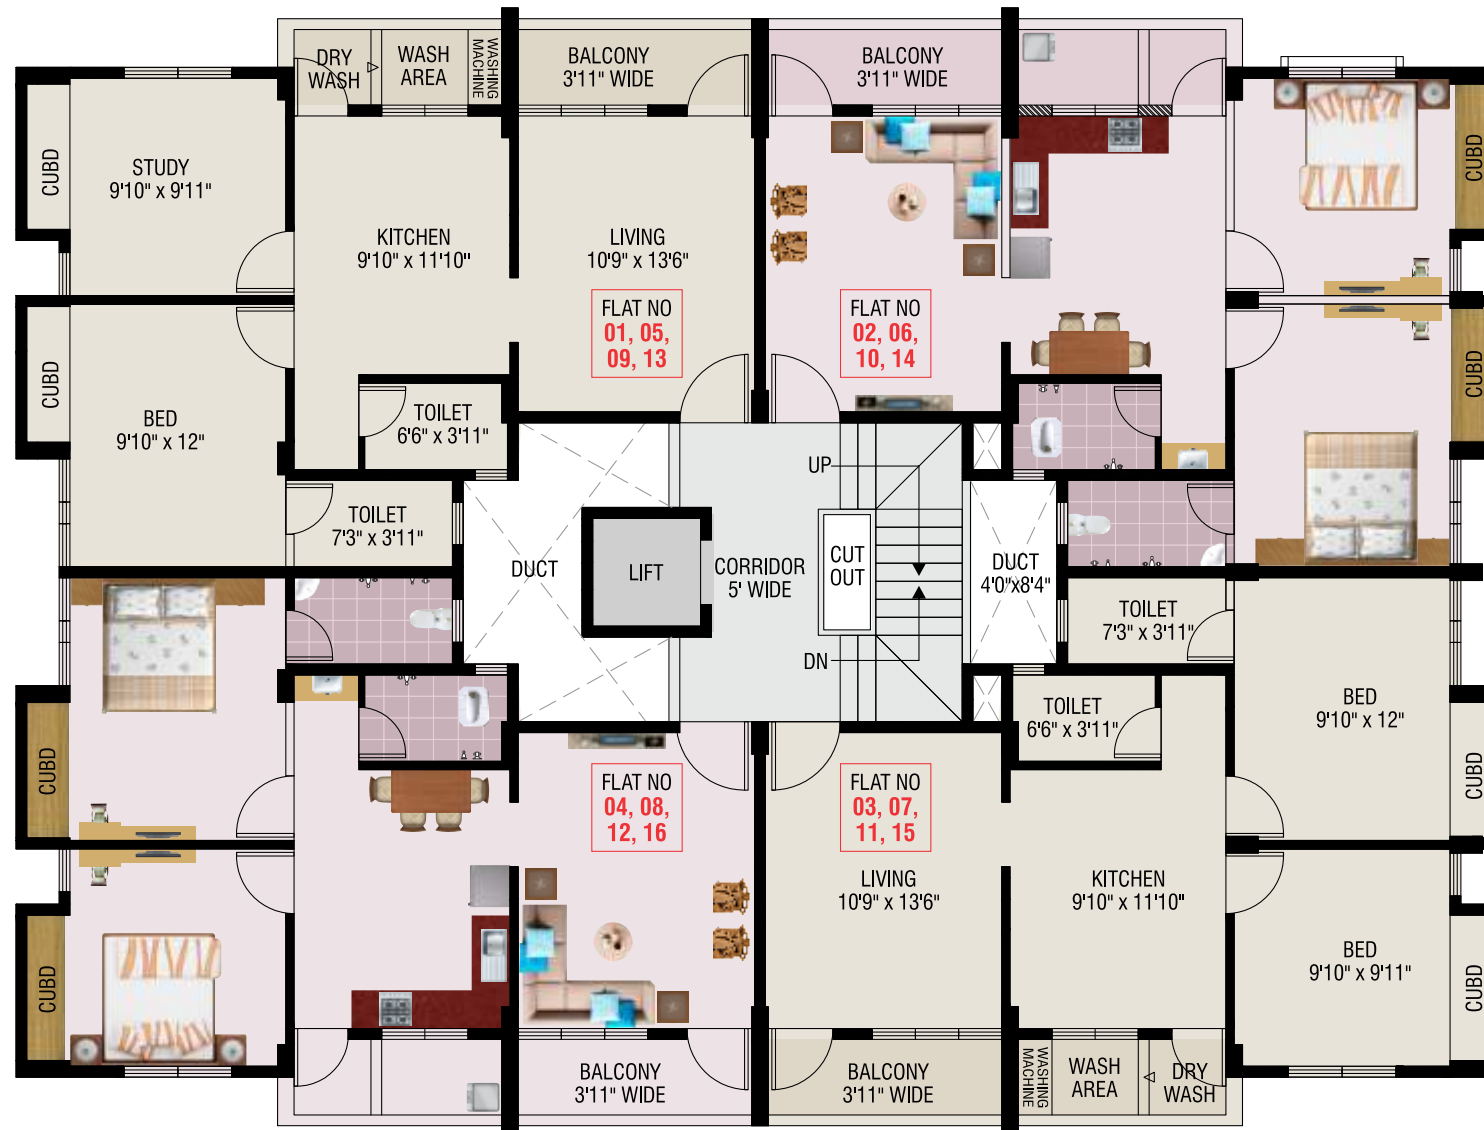 DRY
WASH
WASH
AREA
WASHING
MACHINE
BALCONY
3'11" WIDE
BALCONY
3'11" WIDE
CUBD
STUDY
9'10" x 9'11"
KITCHEN
9'10" x 11'10"
LIVING
10'9" x 13'6"
CUBD
FLAT NO
01, 05,
09, 13
FLAT NO
02, 06,
10, 14
CUBD
CUBD
BED
9'10" x 12"
TOILET
6'6" x 3'11"
UP
TOILET
7'3" x 3'11"
DUCT
LIFT
CORRIDOR
5' WIDE
CUT
OUT
DUCT
4'0"x8'4"
TOILET
7'3" x 3'11"
DN
TOILET
6'6" x 3'11"
BED
9'10" x 12"
CUBD
FLAT NO
04, 08,
12, 16
FLAT NO
03, 07,
11, 15
CUBD
LIVING
10'9" x 13'6"
KITCHEN
9'10" x 11'10"
CUBD
BED
9'10" x 9'11"
CUBD
BALCONY
3'11" WIDE
BALCONY
3'11" WIDE
WASHING
MACHINE
WASH
AREA
DRY
WASH